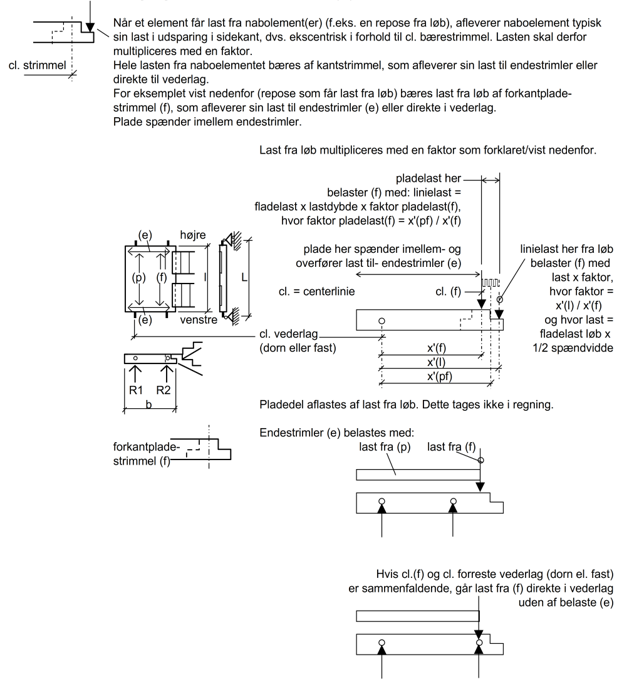 Når et element får last fra nabolement(er) (f.eks. en repose fra løb), afleverer naboelement typisk
sin last i udsparing i sidekant, dvs. ekscentrisk i forhold til cl. bærestrimmel. Lasten skal derfor
multipliceres med en faktor.
cl. strimmel
Hele lasten fra naboelementet bæres af kantstrimmel, som afleverer sin last til endestrimler eller
direkte til vederlag.
For eksemplet vist nedenfor (repose som får last fra løb) bæres last fra løb af forkantplade-
strimmel (f), som afleverer sin last til endestrimler (e) eller direkte i vederlag.
Plade spænder imellem endestrimler.
Last fra løb multipliceres med en faktor som forklaret/vist nedenfor.
pladelast her
belaster (f) med: linielast =
fladelast x lastdybde x faktor pladelast(f),
hvor faktor pladelast(f) = x'(pf) / x'(f)
(e)
højre
(p)
(f)
l
L
(e)
venstre
plade her spænder imellem- og
overfører last til- endestrimler (e)
cl. = centerlinie
cl. (f)
linielast her fra løb
belaster (f) med
last x faktor,
hvor faktor =
x'(l) / x'(f)
og hvor last =
fladelast løb x
1/2 spændvidde
cl. vederlag
(dorn eller fast)
x'(f)
x'(l)
x'(pf)
R1
R2
b
Pladedel aflastes af last fra løb. Dette tages ikke i regning.
forkantplade-
strimmel (f)
Endestrimler (e) belastes med:
last fra (p)
last fra (f)
Hvis cl.(f) og cl. forreste vederlag (dorn el. fast)
er sammenfaldende, går last fra (f) direkte i vederlag
uden af belaste (e)